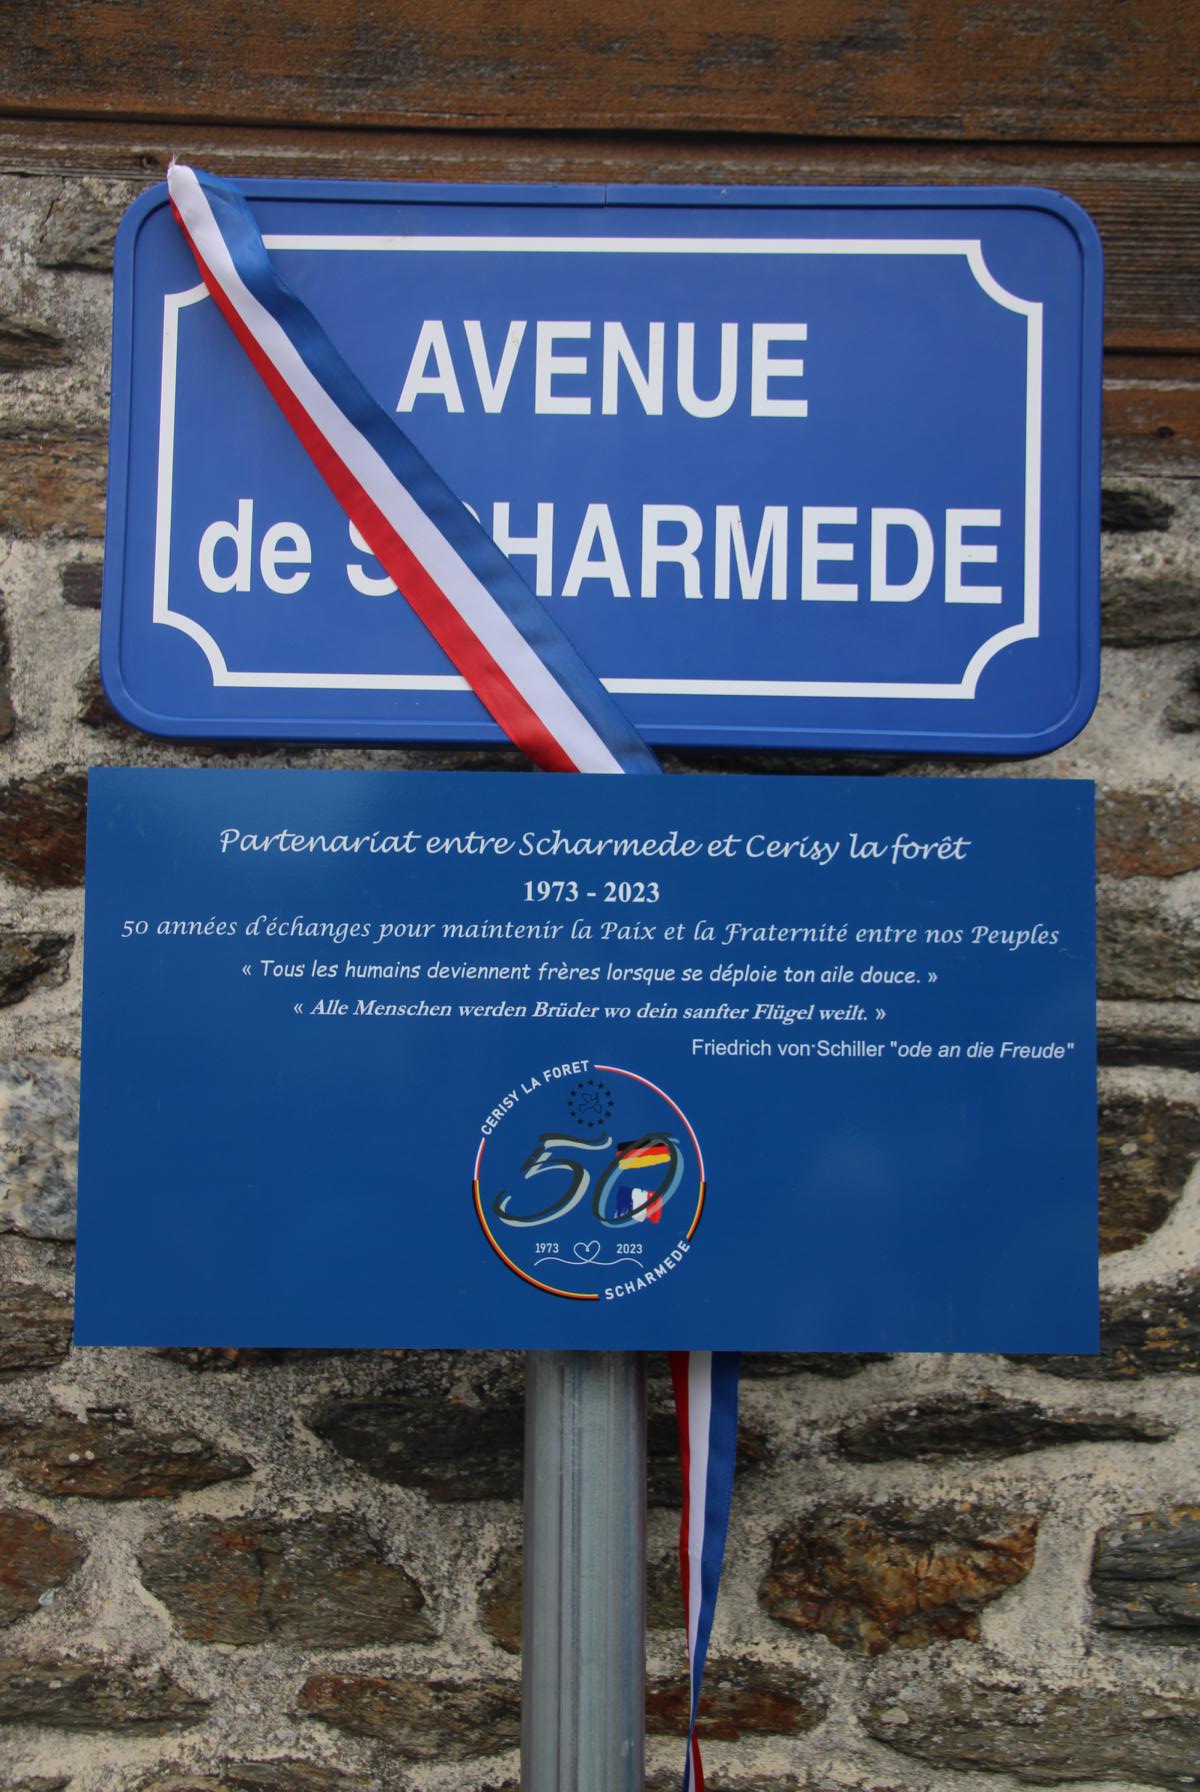 AVENUE
de SCHARMEDE
Partenariat entre Scharmede et Cerisy la forêt
1973 - 2023
50 années d'échanges pour maintenir la Paix et la Fraternité entre nos Peuples
« Tous les humains deviennent frères lorsque se déploie ton aile douce. »
« Alle Menschen werden Brüder wo dein sanfter Flügel weilt. »
Friedrich von Schiller "ode an die Freude"
CERISY LA FORET
50
1973 2023
SCHARMEDE